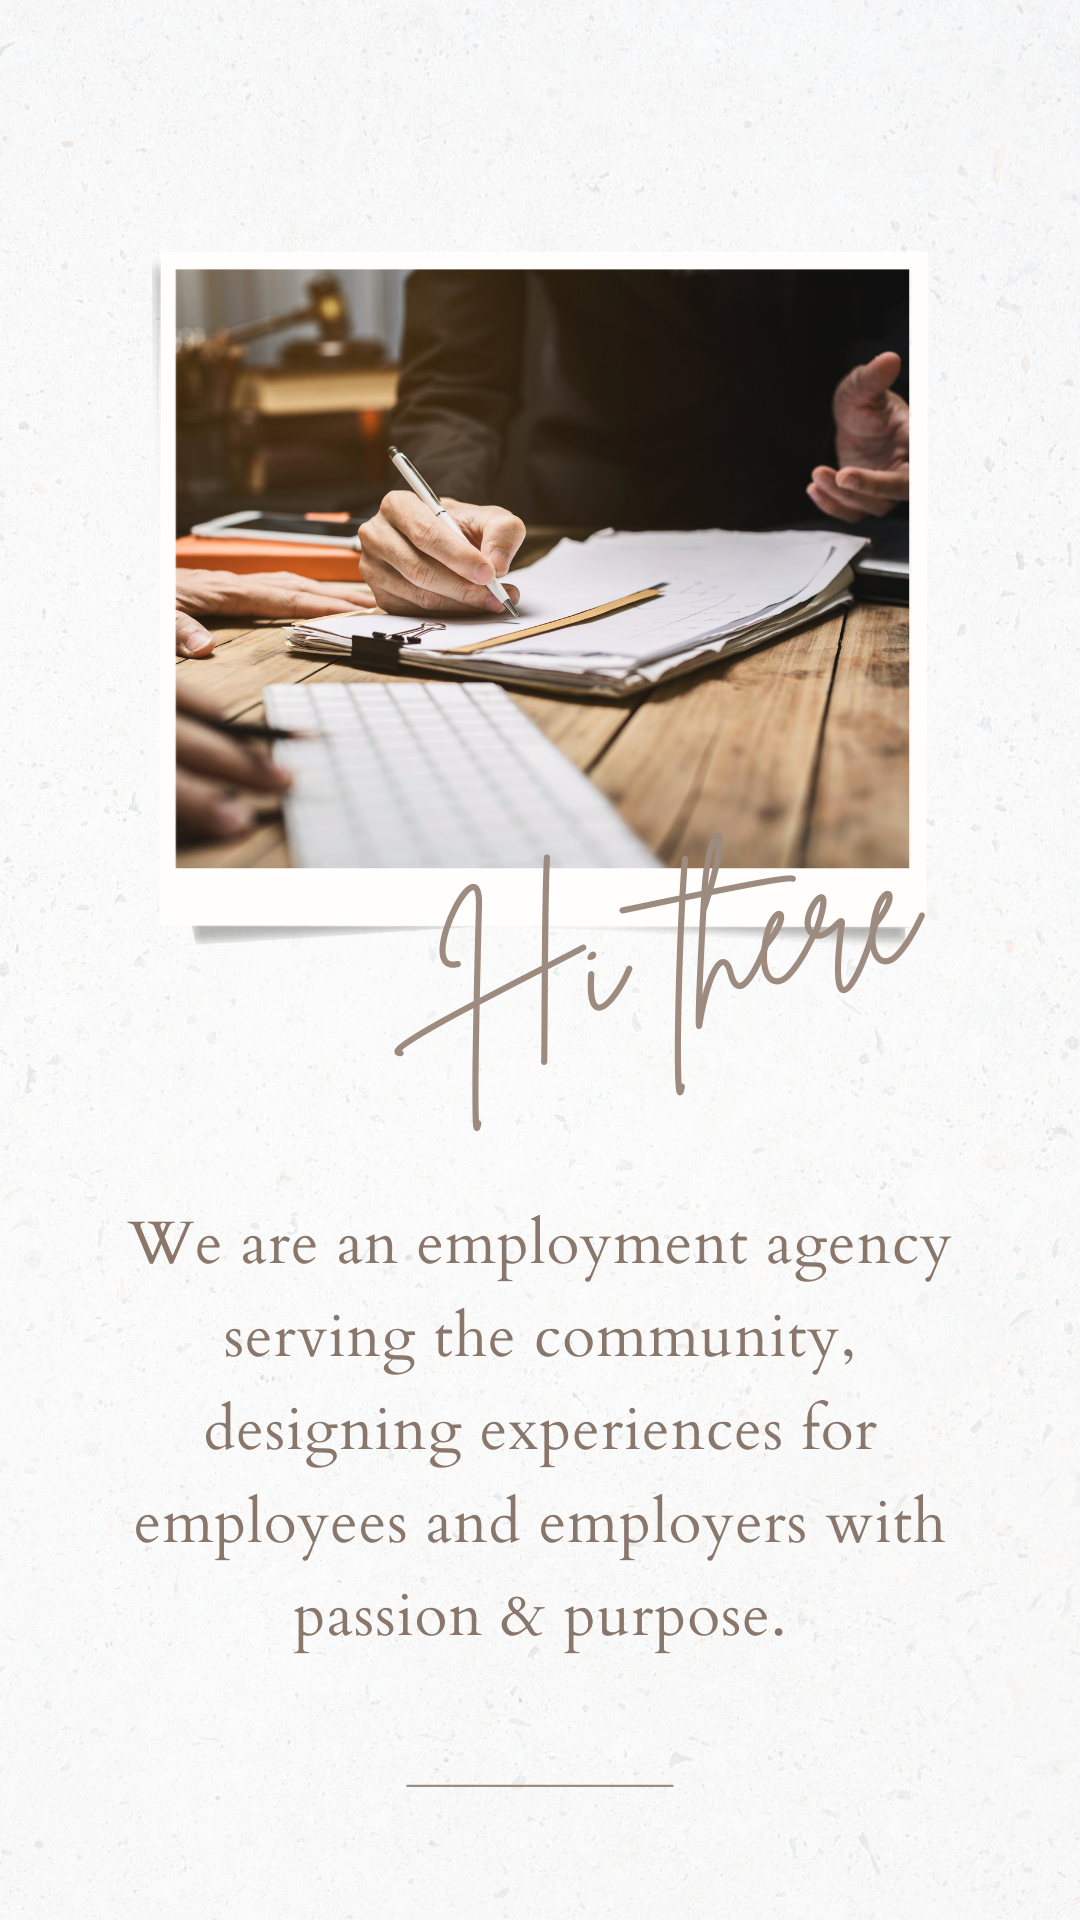 Hi there
We are an employment agency
serving the community,
designing experiences for
employees and employers with
passion & purpose.